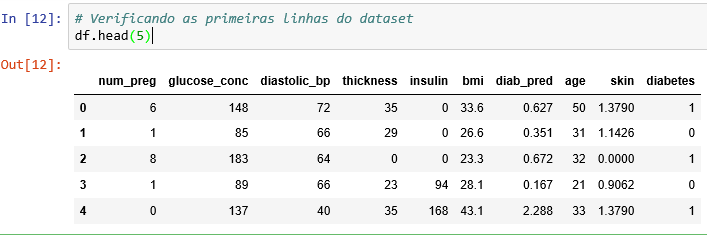 In [12]: # Verificando as primeiras linhas do dataset
df.head(5)
Out[12]:
num_preg glucose_conc diastolic_bp thickness insulin bmi diab_pred age skin diabetes
0 6 148 72 35 0 33.6 0.627 50 1.3790 1
1 1 85 66 29 0 26.6 0.351 31 1.1426 0
2 8 183 64 0 0 23.3 0.672 32 0.0000 1
3 1 89 66 23 94 28.1 0.167 21 0.9062 0
4 0 137 40 35 168 43.1 2.288 33 1.3790 1